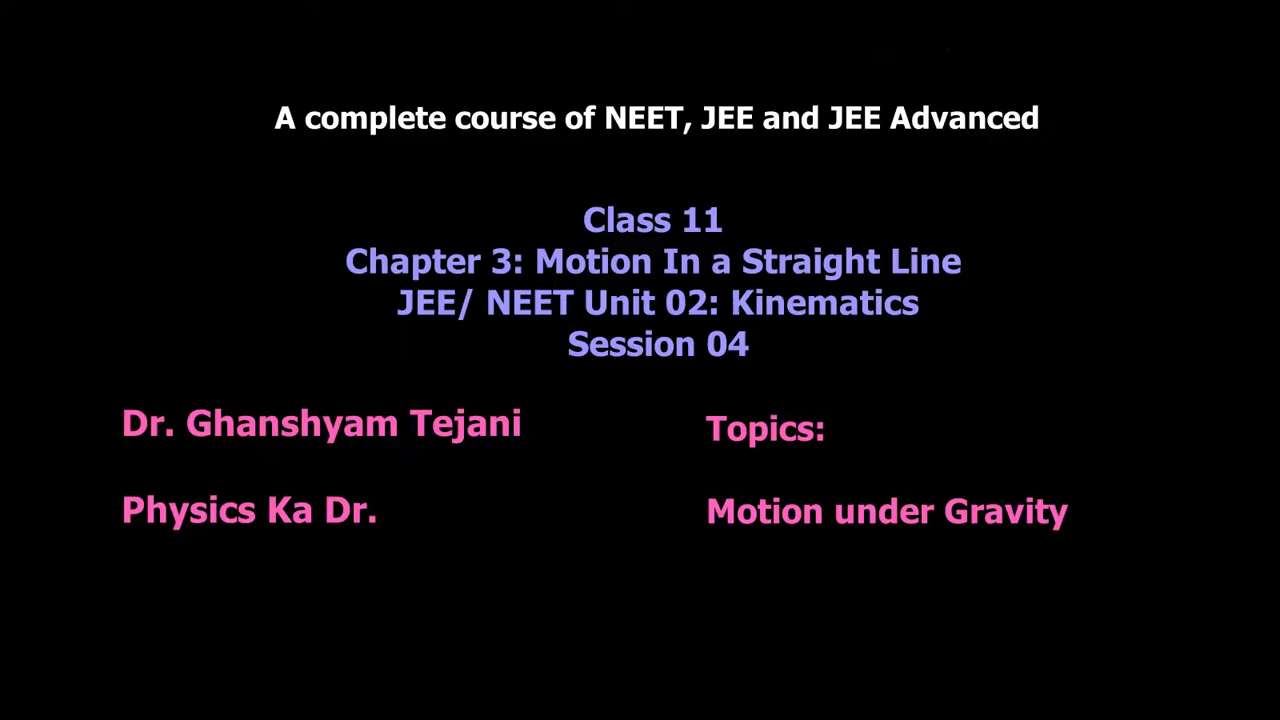 A complete course of NEET, JEE and JEE Advanced
Class 11
Chapter 3: Motion In a Straight Line
JEE/ NEET Unit 02: Kinematics
Session 04
Dr. Ghanshyam Tejani
Physics Ka Dr.
Topics:
Motion under Gravity